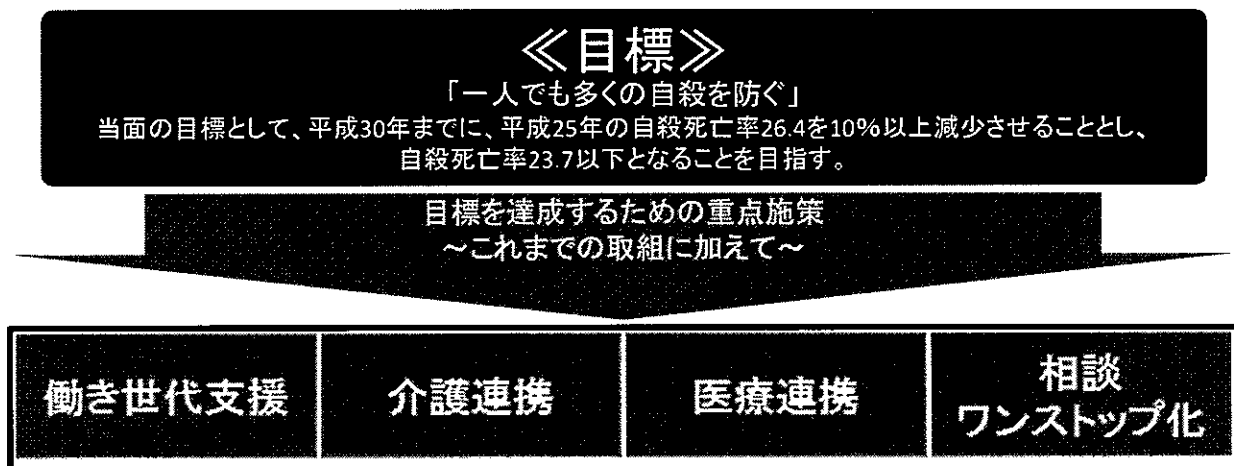 ≪目標≫
「一人でも多くの自殺を防ぐ」
当面の目標として、平成30年までに、平成25年の自殺死亡率26.4を10%以上減少させることとし、
自殺死亡率23.7以下となることを目指す。
目標を達成するための重点施策
～これまでの取組に加えて～
働き世代支援
介護連携
医療連携
相談
ワンストップ化